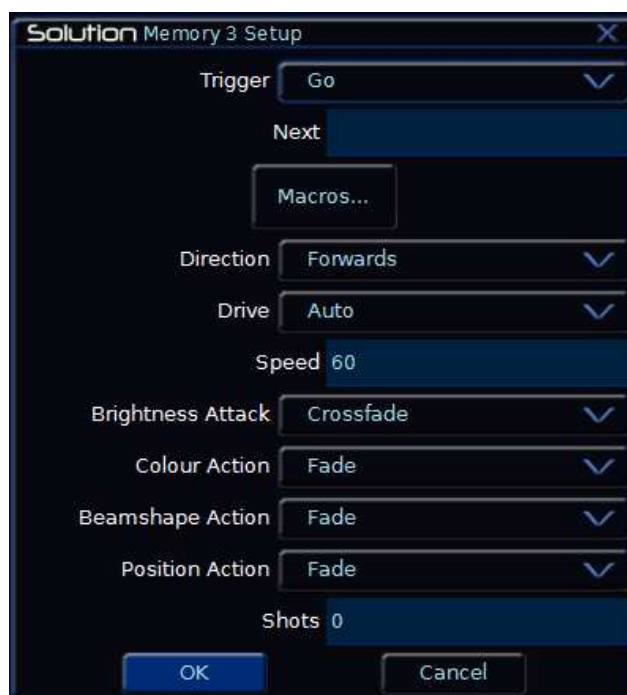 Solution Memory 3 Setup X
Trigger Go
Next
Macros...
Direction Forwards
Drive Auto
Speed 60
Brightness Attack Crossfade
Colour Action Fade
Beamshape Action Fade
Position Action Fade
Shots 0
OK Cancel